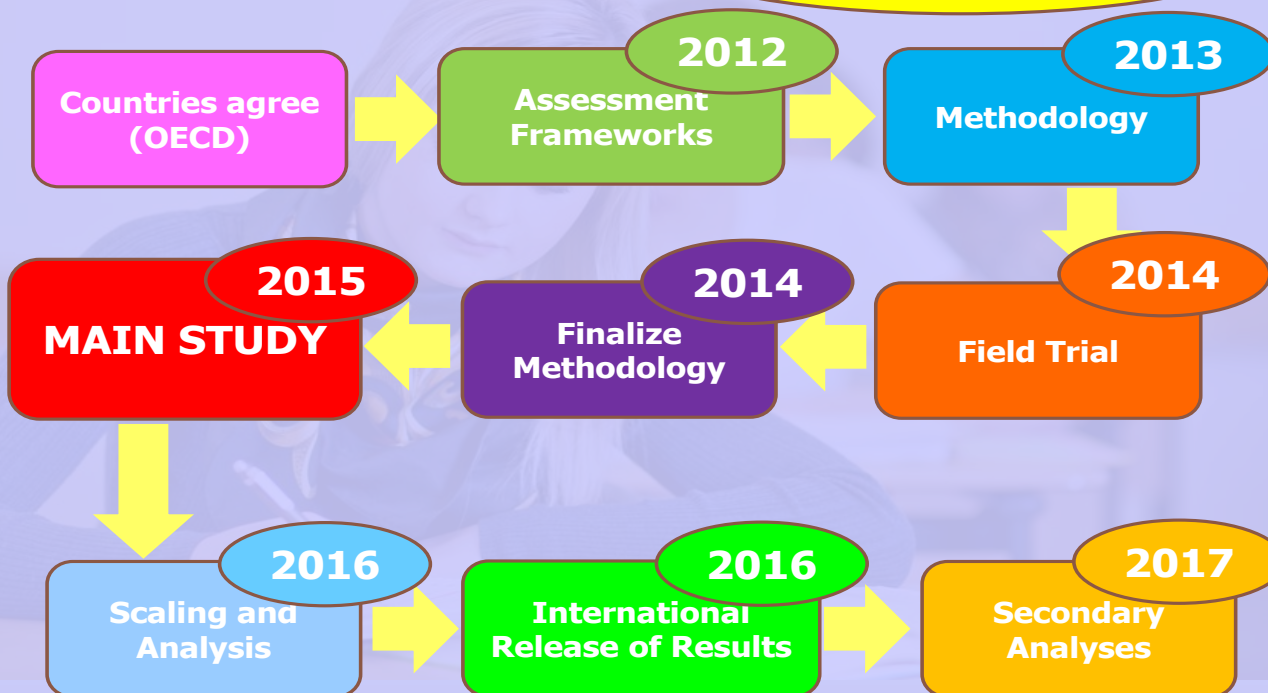 Countries agree
(OECD)
2012
Assessment
Frameworks
2013
Methodology
2014
Field Trial
2014
Finalize
Methodology
2015
MAIN STUDY
2016
Scaling and
Analysis
2016
International
Release of Results
2017
Secondary
Analyses